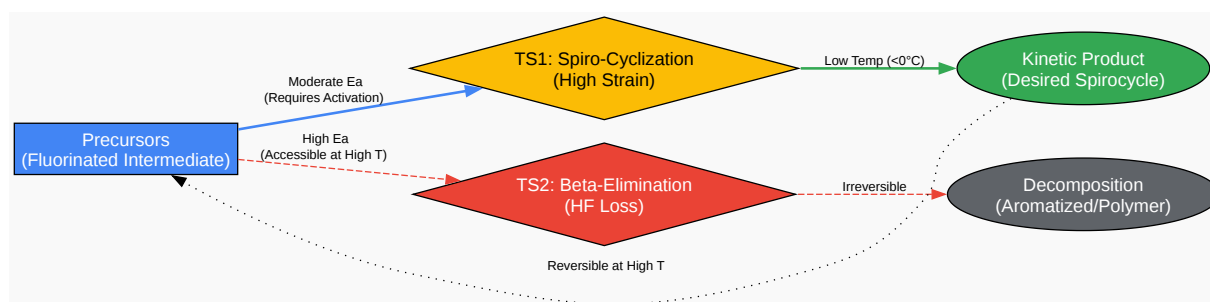 TS1: Spiro-Cyclization
(High Strain)
Low Temp (<0°C)
Kinetic Product
(Desired Spirocycle)
Moderate Ea
(Requires Activation)
Precursors
(Fluorinated Intermediate)
High Ea
(Accessible at High T)
TS2: Beta-Elimination
(HF Loss)
Irreversible
Decomposition
(Aromatized/Polymer)
Reversible at High T